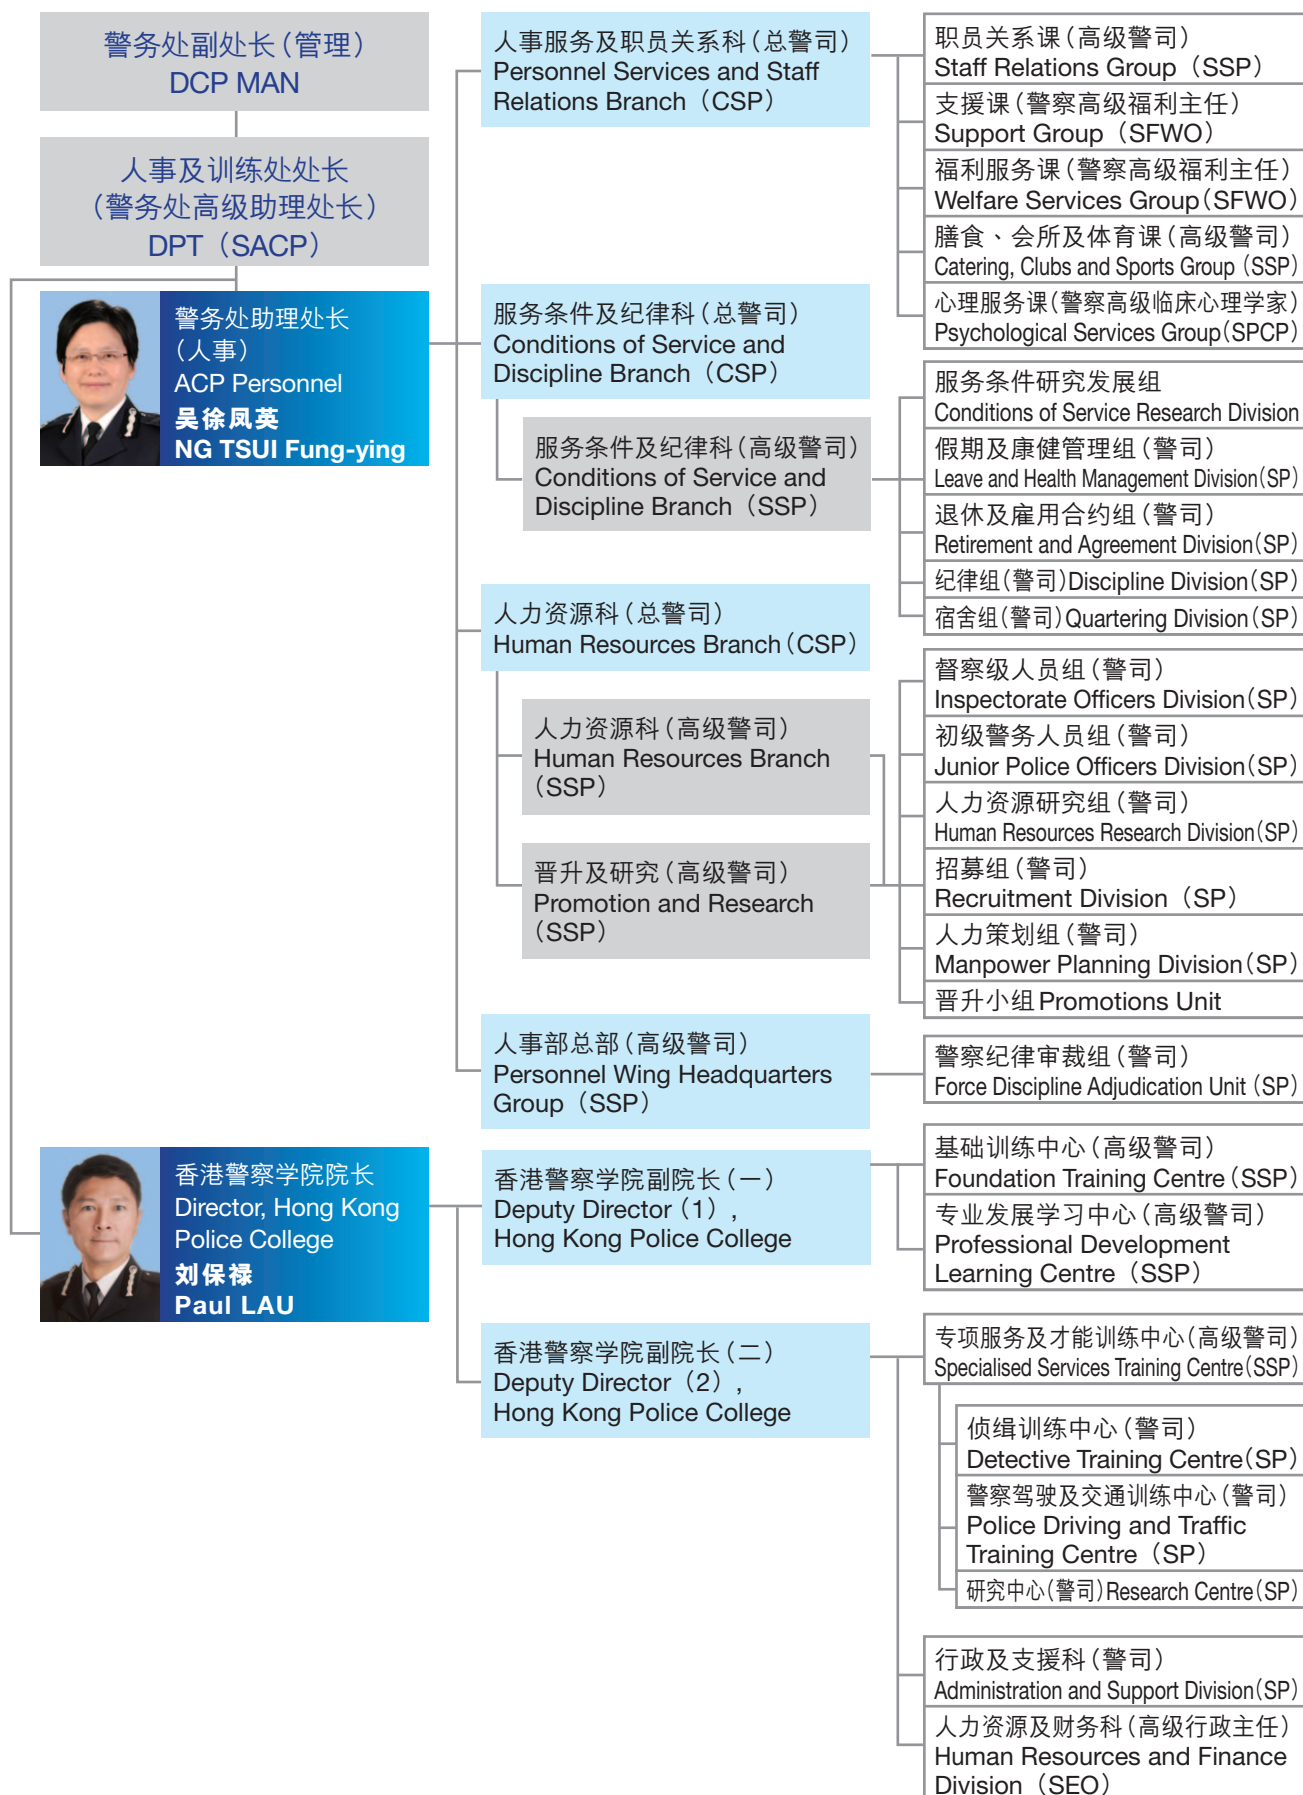 警务处副处长（管理）
DCP MAN
人事及训练处处长
（警务处高级助理处长）
DPT（SACP）
警务处助理处长
（人事）
ACP Personnel
吴徐凤英
NG TSUI Fung-ying
人事服务及职员关系科（总警司）
Personnel Services and Staff
Relations Branch（CSP）
职员关系课（高级警司）
Staff Relations Group（SSP）
支援课（警察高级福利主任）
Support Group（SFWO）
福利服务课（警察高级福利主任）
Welfare Services Group（SFWO）
膳食、会所及体育课（高级警司）
Catering, Clubs and Sports Group（SSP）
心理服务课（警察高级临床心理学家）
Psychological Services Group（SPCP）
服务条件及纪律科（总警司）
Conditions of Service and
Discipline Branch（CSP）
服务条件及纪律科（高级警司）
Conditions of Service and
Discipline Branch（SSP）
服务条件研究发展组
Conditions of Service Research Division
假期及康健管理组（警司）
Leave and Health Management Division（SP）
退休及雇用合约组（警司）
Retirement and Agreement Division（SP）
纪律组（警司）Discipline Division（SP）
宿舍组（警司）Quartering Division（SP）
人力资源科（总警司）
Human Resources Branch（CSP）
人力资源科（高级警司）
Human Resources Branch
（SSP）
晋升及研究（高级警司）
Promotion and Research
（SSP）
督察级人员组（警司）
Inspectorate Officers Division（SP）
初级警务人员组（警司）
Junior Police Officers Division（SP）
人力资源研究组（警司）
Human Resources Research Division（SP）
招募组（警司）
Recruitment Division（SP）
人力策划组（警司）
Manpower Planning Division（SP）
晋升小组 Promotions Unit
人事部总部（高级警司）
Personnel Wing Headquarters
Group（SSP）
警察纪律审裁组（警司）
Force Discipline Adjudication Unit（SP）
香港警察学院院长
Director, Hong Kong
Police College
刘保禄
Paul LAU
香港警察学院副院长（一）
Deputy Director（1）,
Hong Kong Police College
基础训练中心（高级警司）
Foundation Training Centre（SSP）
专业发展学习中心（高级警司）
Professional Development
Learning Centre（SSP）
香港警察学院副院长（二）
Deputy Director（2）,
Hong Kong Police College
专项服务及才能训练中心（高级警司）
Specialised Services Training Centre（SSP）
侦缉训练中心（警司）
Detective Training Centre（SP）
警察驾驶及交通训练中心（警司）
Police Driving and Traffic
Training Centre（SP）
研究中心（警司）Research Centre（SP）
行政及支援科（警司）
Administration and Support Division（SP）
人力资源及财务科（高级行政主任）
Human Resources and Finance
Division（SEO）